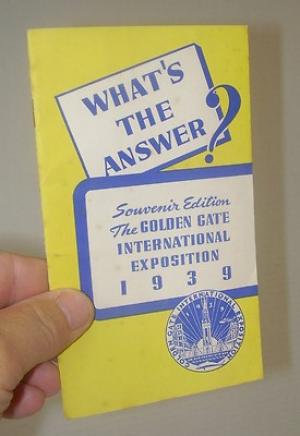 WHAT'S
THE
ANSWER?
Souvenir Edition
The GOLDEN GATE
INTERNATIONAL
EXPOSITION
1939
GOLDEN GATE INTERNATIONAL EXPOSITION